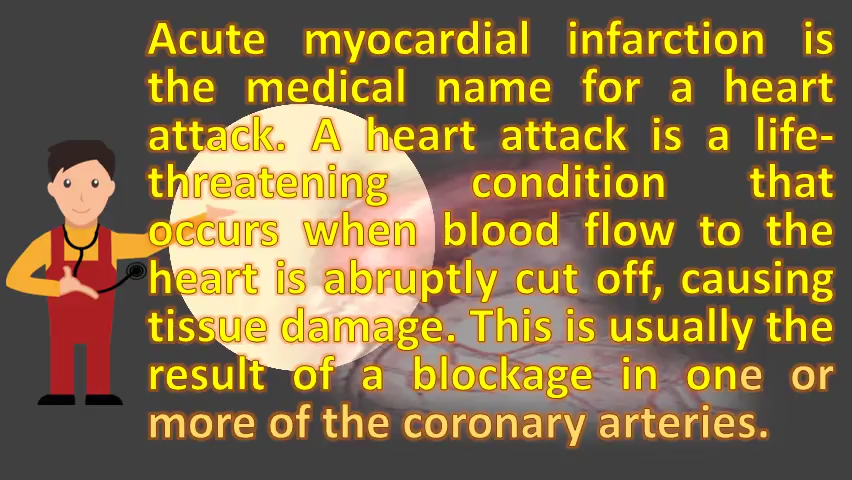 Acute myocardial infarction is
the medical name for a heart
attack. A heart attack is a life-
threatening condition that
occurs when blood flow to the
heart is abruptly cut off, causing
tissue damage. This is usually the
result of a blockage in one or
more of the coronary arteries.